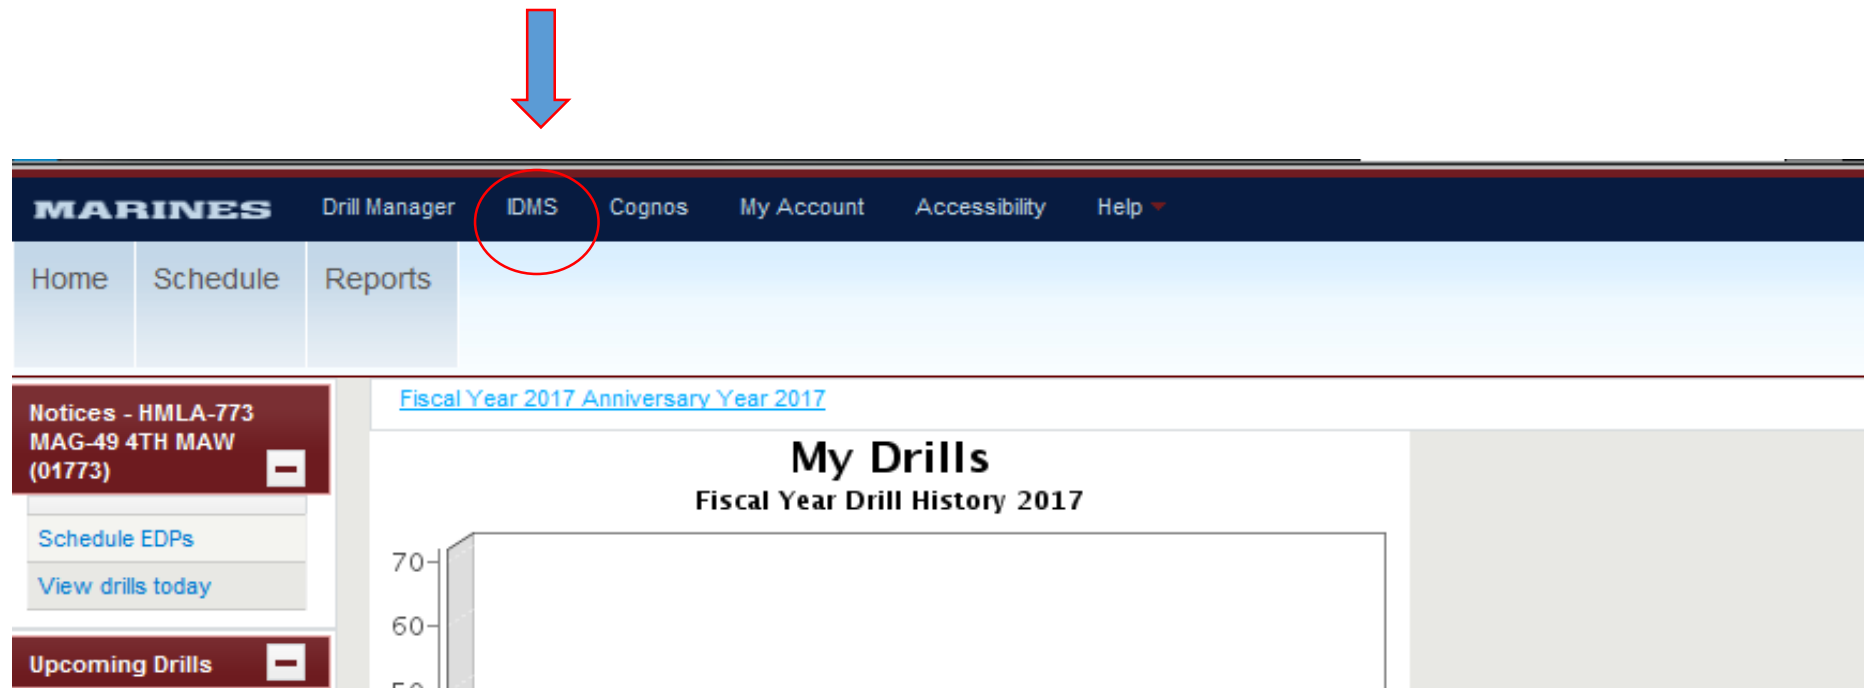 MARINES Drill Manager IDMS Cognos My Account Accessibility Help
Home Schedule Reports
Notices - HMLA-773
MAG-49 4TH MAW
(01773)
Schedule EDPs
View drills today
Upcoming Drills
Fiscal Year 2017 Anniversary Year 2017
My Drills
Fiscal Year Drill History 2017
70
60